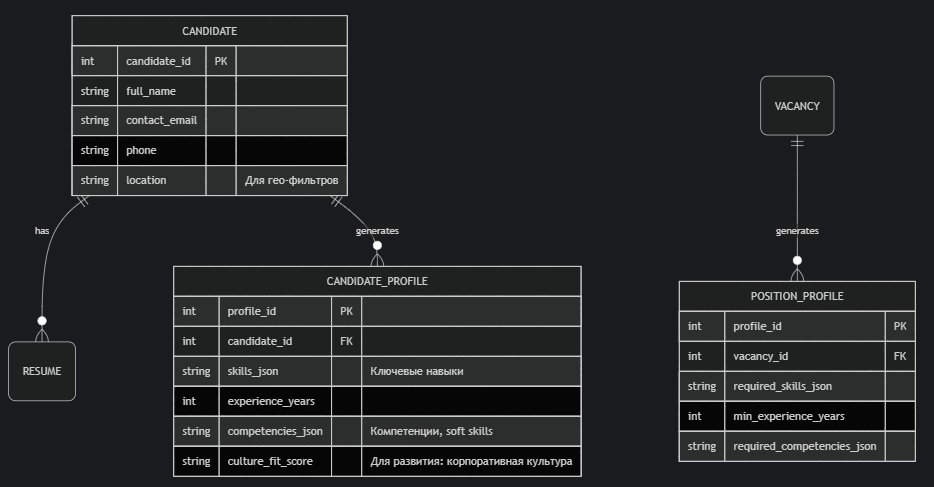 CANDIDATE
int candidate_id PK
string full_name
string contact_email
string phone
string location Для гео-фильтров
VACANCY
has
generates
generates
CANDIDATE_PROFILE
int profile_id PK
int candidate_id FK
string skills_json Ключевые навыки
int experience_years
string competencies_json Компетенции, soft skills
string culture_fit_score Для развития: корпоративная культура
RESUME
POSITION_PROFILE
int profile_id PK
int vacancy_id FK
string required_skills_json
int min_experience_years
string required_competencies_json